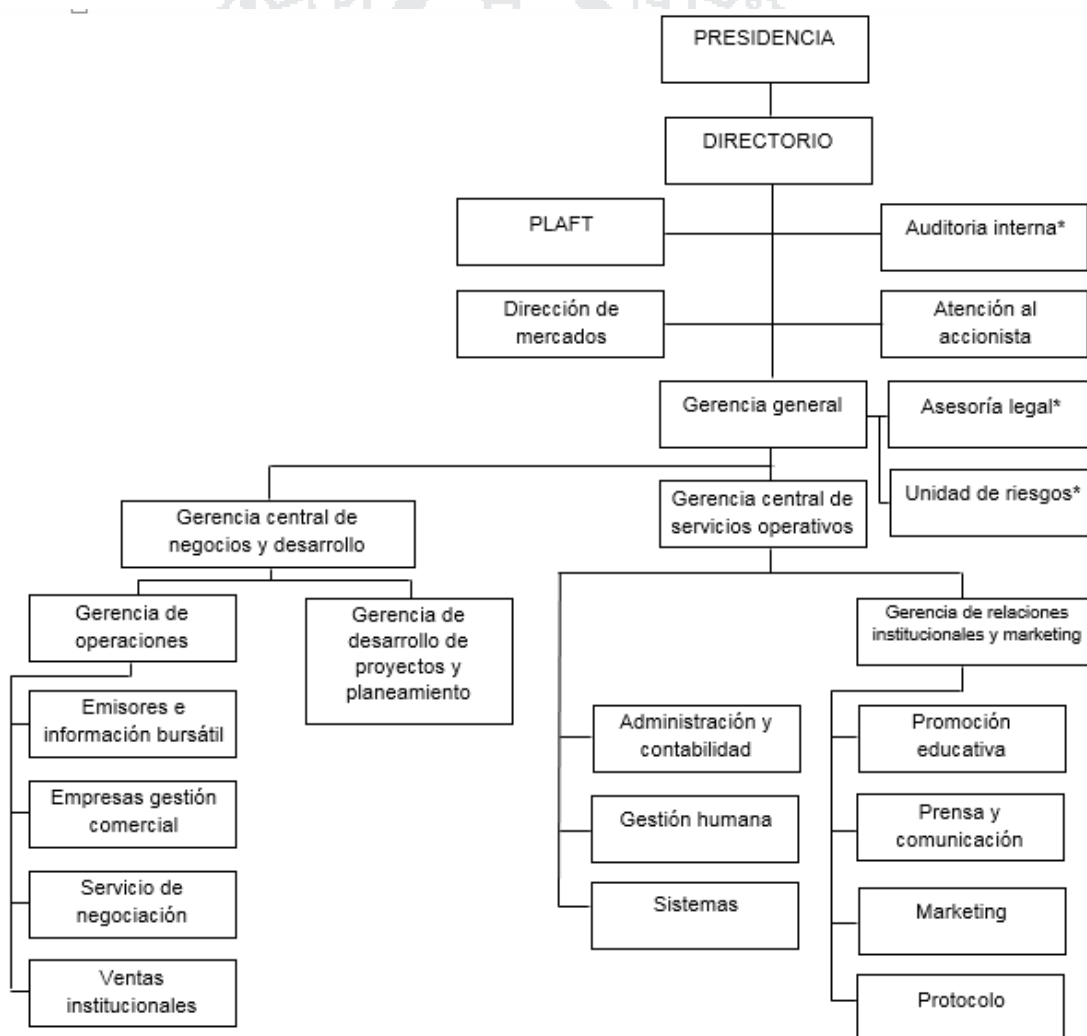 PRESIDENCIA
DIRECTORIO
PLAFT
Auditoria interna*
Dirección de
mercados
Atención al
accionista
Gerencia general
Asesoría legal*
Unidad de riesgos*
Gerencia central de
negocios y desarrollo
Gerencia central de
servicios operativos
Gerencia de
operaciones
Gerencia de
desarrollo de
proyectos y
planeamiento
Gerencia de relaciones
institucionales y marketing
Emisores e
información bursátil
Empresas gestión
comercial
Servicio de
negociación
Ventas
institucionales
Administración y
contabilidad
Gestión humana
Sistemas
Promoción
educativa
Prensa y
comunicación
Marketing
Protocolo